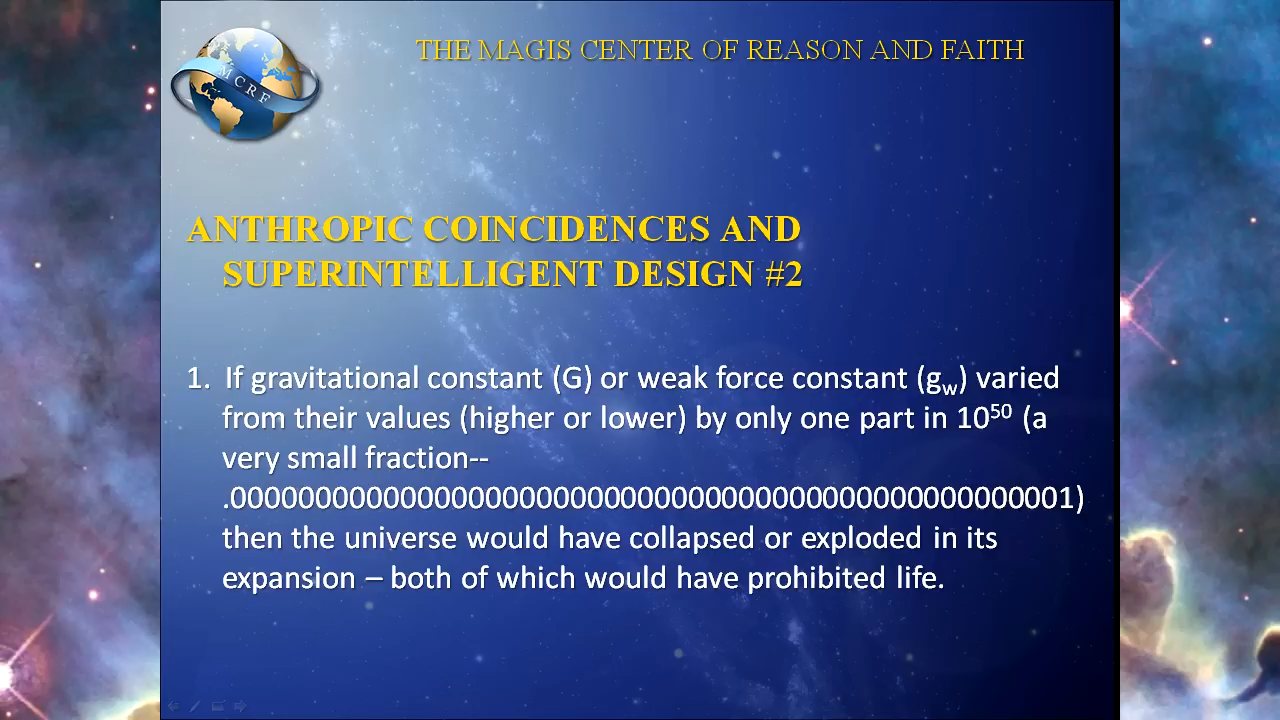 MCRF
THE MAGIS CENTER OF REASON AND FAITH
ANTHROPIC COINCIDENCES AND
SUPERINTELLIGENT DESIGN #2
1. If gravitational constant (G) or weak force constant (gw) varied
from their values (higher or lower) by only one part in 10⁵⁰ (a
very small fraction--
.00000000000000000000000000000000000000000000000001)
then the universe would have collapsed or exploded in its
expansion – both of which would have prohibited life.